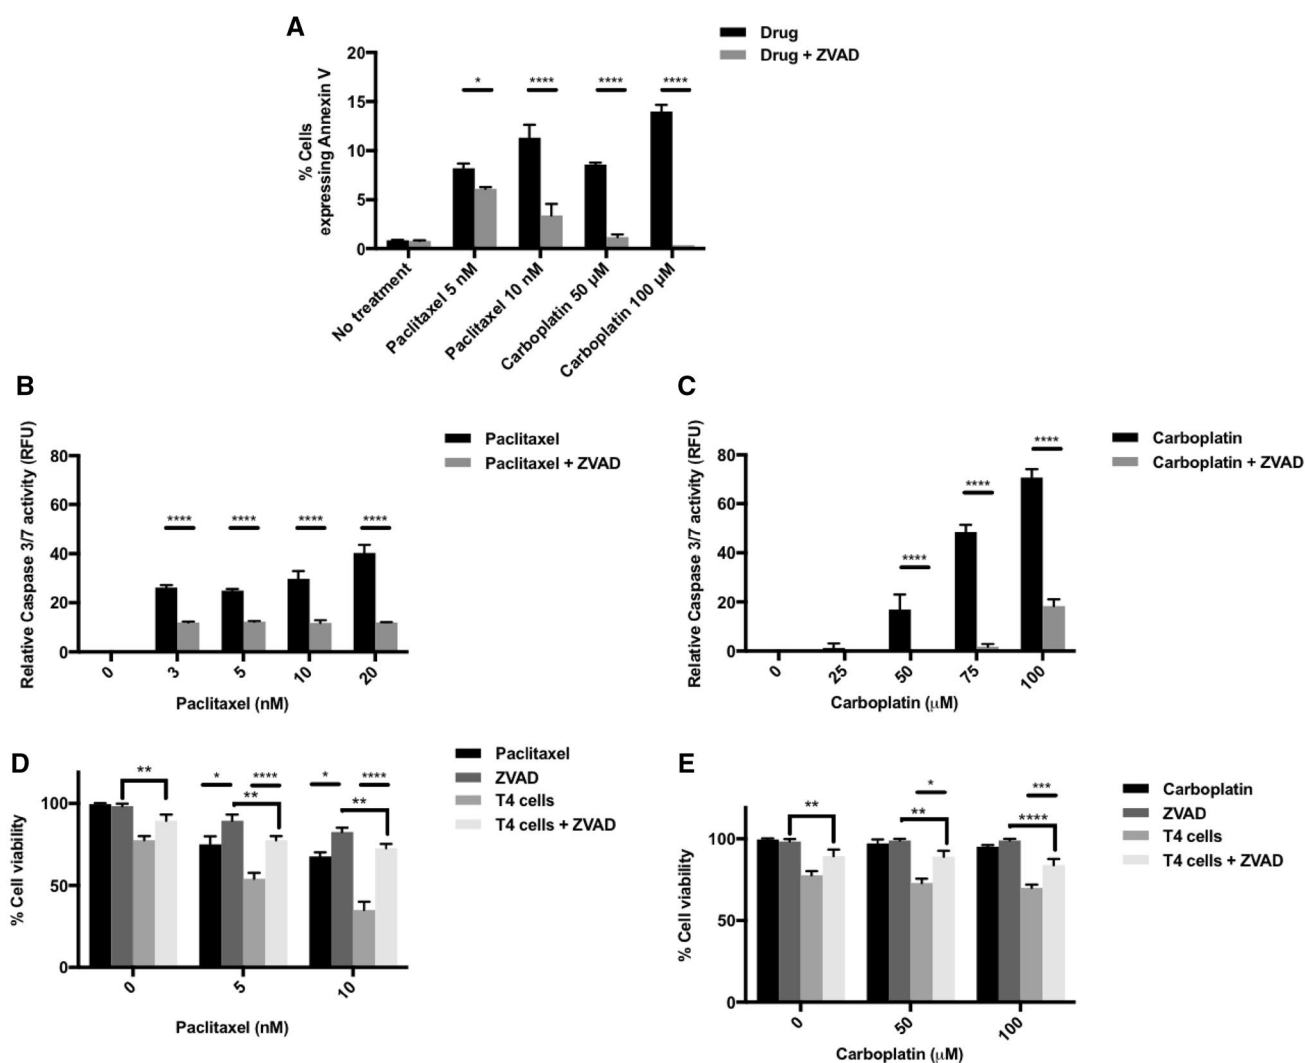 A
Drug
Drug + ZVAD
% Cells
expressing Annexin V
20
15
10
5
0
* **** **** ****
No treatment
Paclitaxel 5 nM
Paclitaxel 10 nM
Carboplatin 50 µM
Carboplatin 100 µM
B
Paclitaxel
Paclitaxel + ZVAD
Relative Caspase 3/7 activity (RFU)
80
60
40
20
0
**** **** **** ****
0 3 5 10 20
Paclitaxel (nM)
C
Carboplatin
Carboplatin + ZVAD
Relative Caspase 3/7 activity (RFU)
80
60
40
20
0
**** **** ****
0 25 50 75 100
Carboplatin (µM)
D
Paclitaxel
ZVAD
T4 cells
T4 cells + ZVAD
% Cell viability
100
50
0
** * **** * ****
** **
0 5 10
Paclitaxel (nM)
E
Carboplatin
ZVAD
T4 cells
T4 cells + ZVAD
% Cell viability
100
50
0
* ***
** ** ****
0 50 100
Carboplatin (µM)